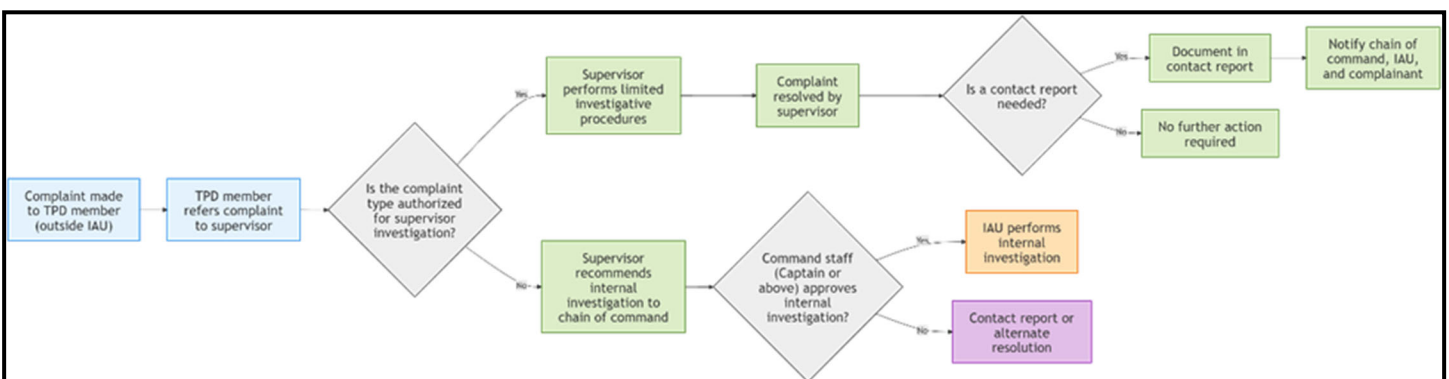 Complaint made
to TPD member
(outside IAU)
TPD member
refers complaint
to supervisor
Is the complaint
type authorized
for supervisor
investigation?
Yes
Supervisor
performs limited
investigative
procedures
Complaint
resolved by
supervisor
Is a contact report
needed?
Yes
Document in
contact report
Notify chain of
command, IAU,
and complainant
No
No further action
required
No
Supervisor
recommends
internal
investigation to
chain of command
Command staff
(Captain or
above) approves
internal
investigation?
Yes
IAU performs
internal
investigation
No
Contact report or
alternate
resolution